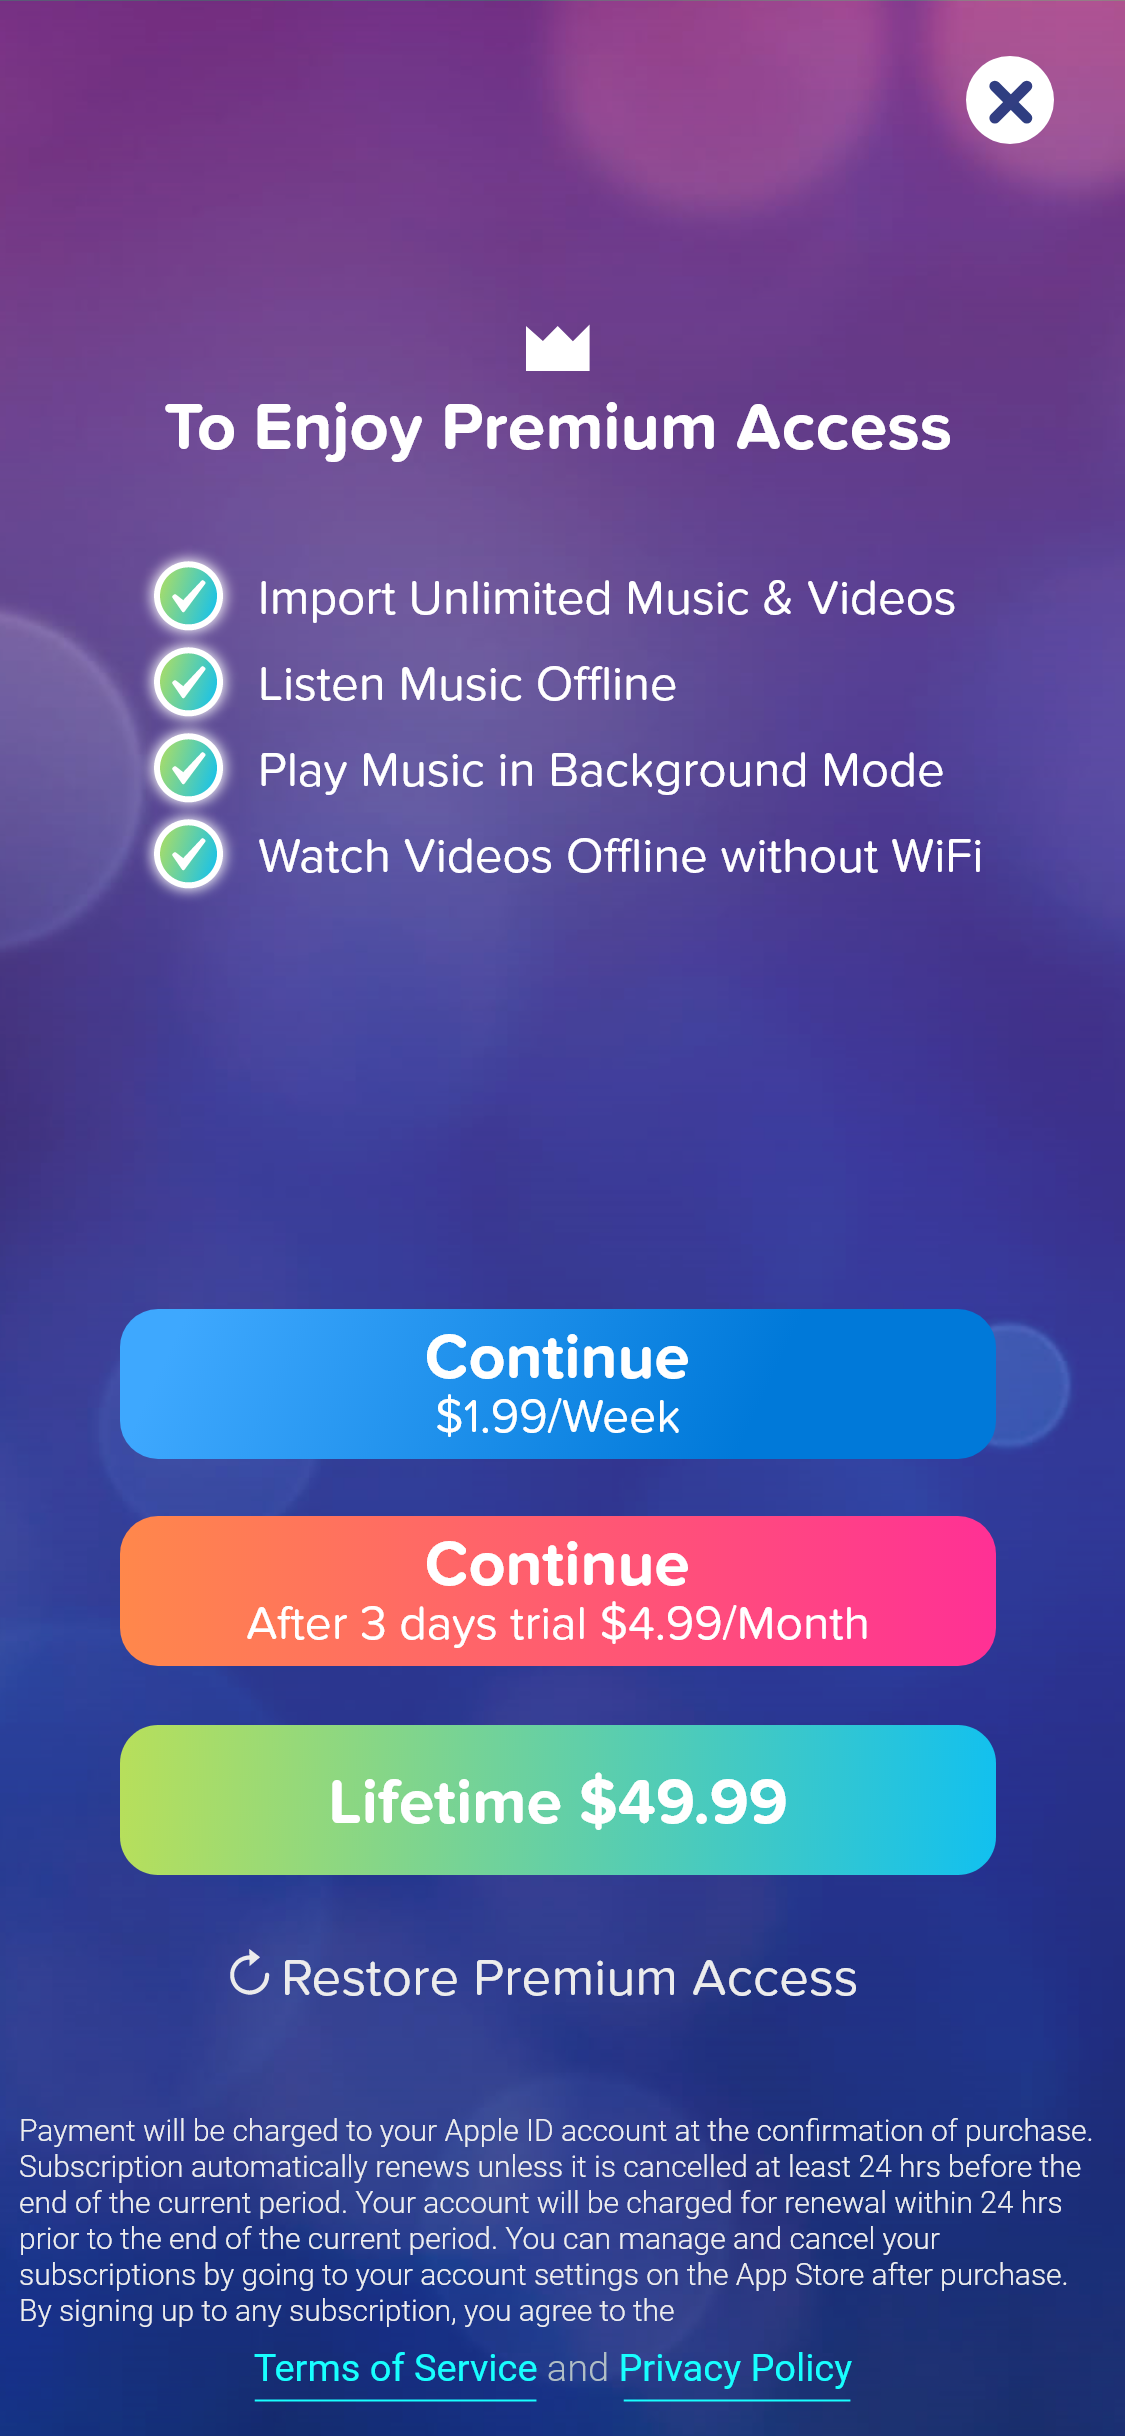 To Enjoy Premium Access
Import Unlimited Music & Videos
Listen Music Offline
Play Music in Background Mode
Watch Videos Offline without WiFi
Continue
$1.99/Week
Continue
After 3 days trial $4.99/Month
Lifetime $49.99
Restore Premium Access
Payment will be charged to your Apple ID account at the confirmation of purchase.
Subscription automatically renews unless it is cancelled at least 24 hrs before the
end of the current period. Your account will be charged for renewal within 24 hrs
prior to the end of the current period. You can manage and cancel your
subscriptions by going to your account settings on the App Store after purchase.
By signing up to any subscription, you agree to the
Terms of Service and Privacy Policy